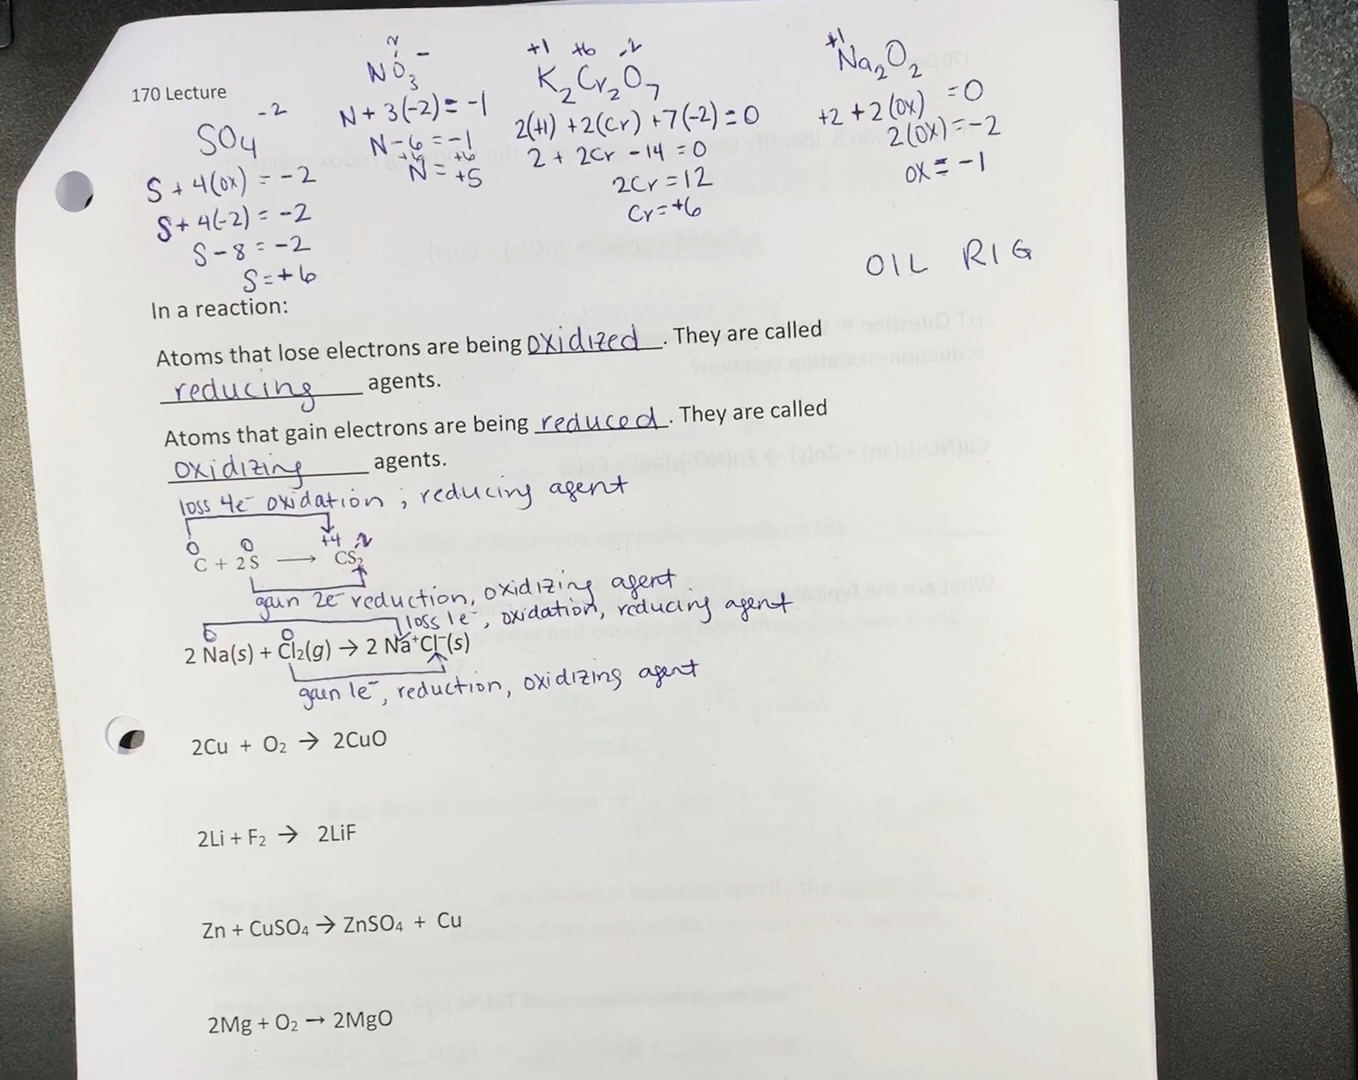 170 Lecture
SO₄ -2
S + 4(ox) = -2
S + 4(-2) = -2
S - 8 = -2
S = +6
-2
NO₃ -
N + 3(-2) = -1
N - 6 = -1
+6 +6
N = +5
+1 +6 -2
K₂Cr₂O₇
2(+1) + 2(Cr) + 7(-2) = 0
2 + 2Cr - 14 = 0
2Cr = 12
Cr = +6
+1
Na₂O₂
+2 + 2(ox) = 0
2(ox) = -2
ox = -1
OIL RIG
In a reaction:
Atoms that lose electrons are being oxidized. They are called
reducing agents.
Atoms that gain electrons are being reduced. They are called
oxidizing agents.
loss 4e⁻ oxidation ; reducing agent
0 0 +4 -2
C + 2S → CS₂
gain 2e⁻ reduction, oxidizing agent
loss 1e⁻, oxidation, reducing agent
0 0
2 Na(s) + Cl₂(g) → 2 Na⁺Cl⁻(s)
gain 1e⁻, reduction, oxidizing agent
2Cu + O₂ → 2CuO
2Li + F₂ → 2LiF
Zn + CuSO₄ → ZnSO₄ + Cu
2Mg + O₂ → 2MgO